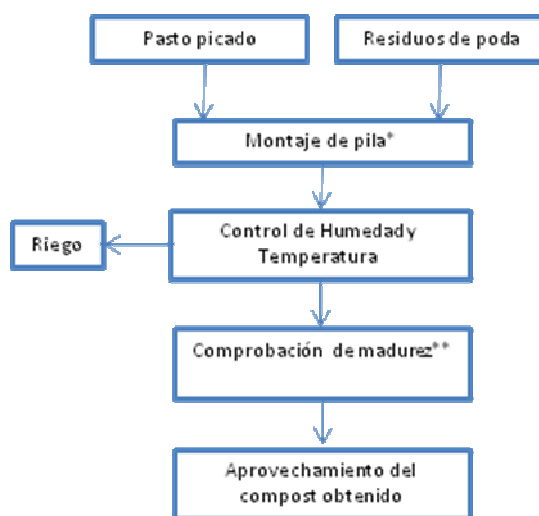 Pasto picado
Residuos de poda
Montaje de pila*
Control de Humedady
Temperatura
Riego
Comprobación de madurez**
Aprovechamiento del
compost obtenido